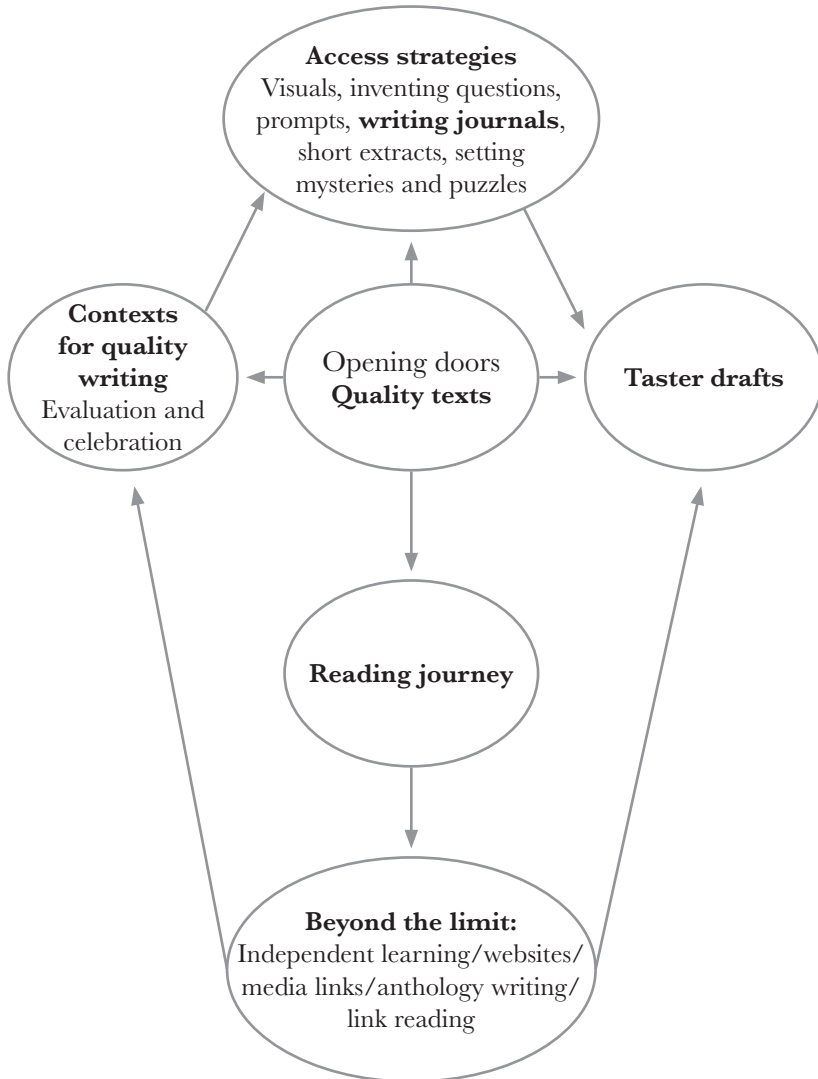 Access strategies
Visuals, inventing questions,
prompts, writing journals,
short extracts, setting
mysteries and puzzles
Contexts
for quality
writing
Evaluation and
celebration
Opening doors
Quality texts
Taster drafts
Reading journey
Beyond the limit:
Independent learning/websites/
media links/anthology writing/
link reading